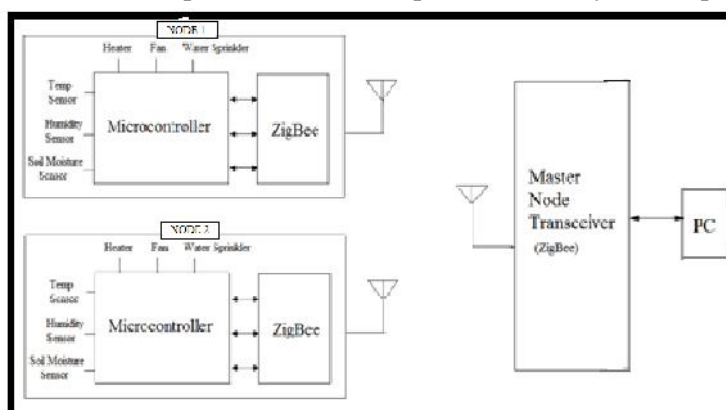 NODE 1
Heater Fan Water Sprinkler
Temp
Sensor
Humidity
Sensor
Soil Moisture
Sensor
Microcontroller
ZigBee
NODE 2
Heater Fan Water Sprinkler
Temp
Sensor
Humidity
Sensor
Soil Moisture
Sensor
Microcontroller
ZigBee
Master
Node
Transceiver
(ZigBee)
PC